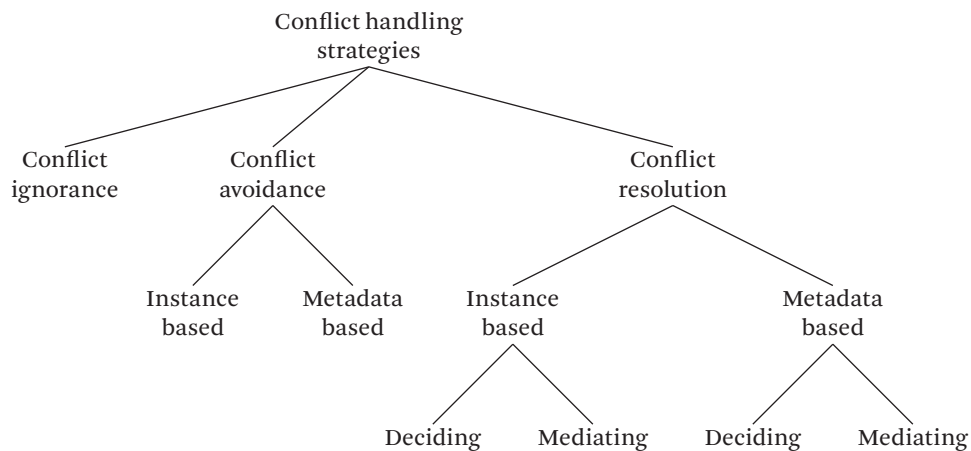 Conflict handling
strategies
Conflict
ignorance
Conflict
avoidance
Conflict
resolution
Instance
based
Metadata
based
Instance
based
Metadata
based
Deciding
Mediating
Deciding
Mediating